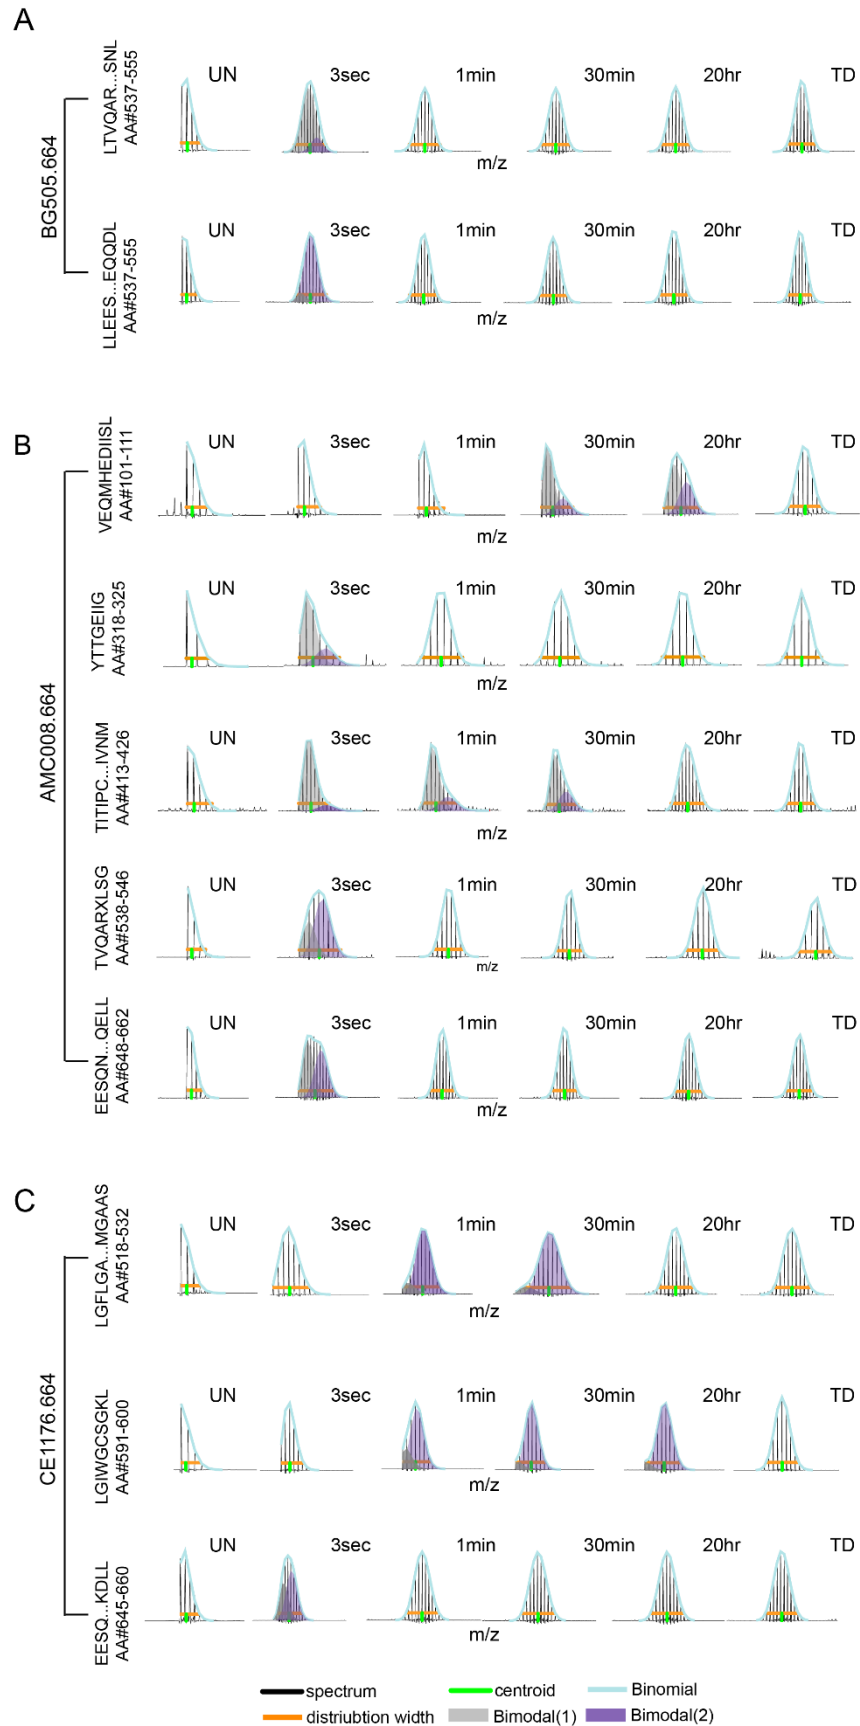 A
BG505.664
LTVQAR...SNL
AA#537-555
UN 3sec 1min 30min 20hr TD
m/z
LLEES...EQQDL
AA#537-555
UN 3sec 1min 30min 20hr TD
m/z
B
AMC008.664
VEQMHEDIISL
AA#101-111
UN 3sec 1min 30min 20hr TD
m/z
YTTGEIIG
AA#318-325
UN 3sec 1min 30min 20hr TD
m/z
TITIPC...IVNM
AA#413-426
UN 3sec 1min 30min 20hr TD
m/z
TVQARXLSG
AA#538-546
UN 3sec 1min 30min 20hr TD
m/z
EESQN...QELL
AA#648-662
UN 3sec 1min 30min 20hr TD
m/z
C
CE1176.664
LGFLGA...MGAAS
AA#518-532
UN 3sec 1min 30min 20hr TD
m/z
LGIWGCSGKL
AA#591-600
UN 3sec 1min 30min 20hr TD
m/z
EESQ...KDLL
AA#645-660
UN 3sec 1min 30min 20hr TD
m/z
spectrum centroid Binomial
distriubtion width Bimodal(1) Bimodal(2)